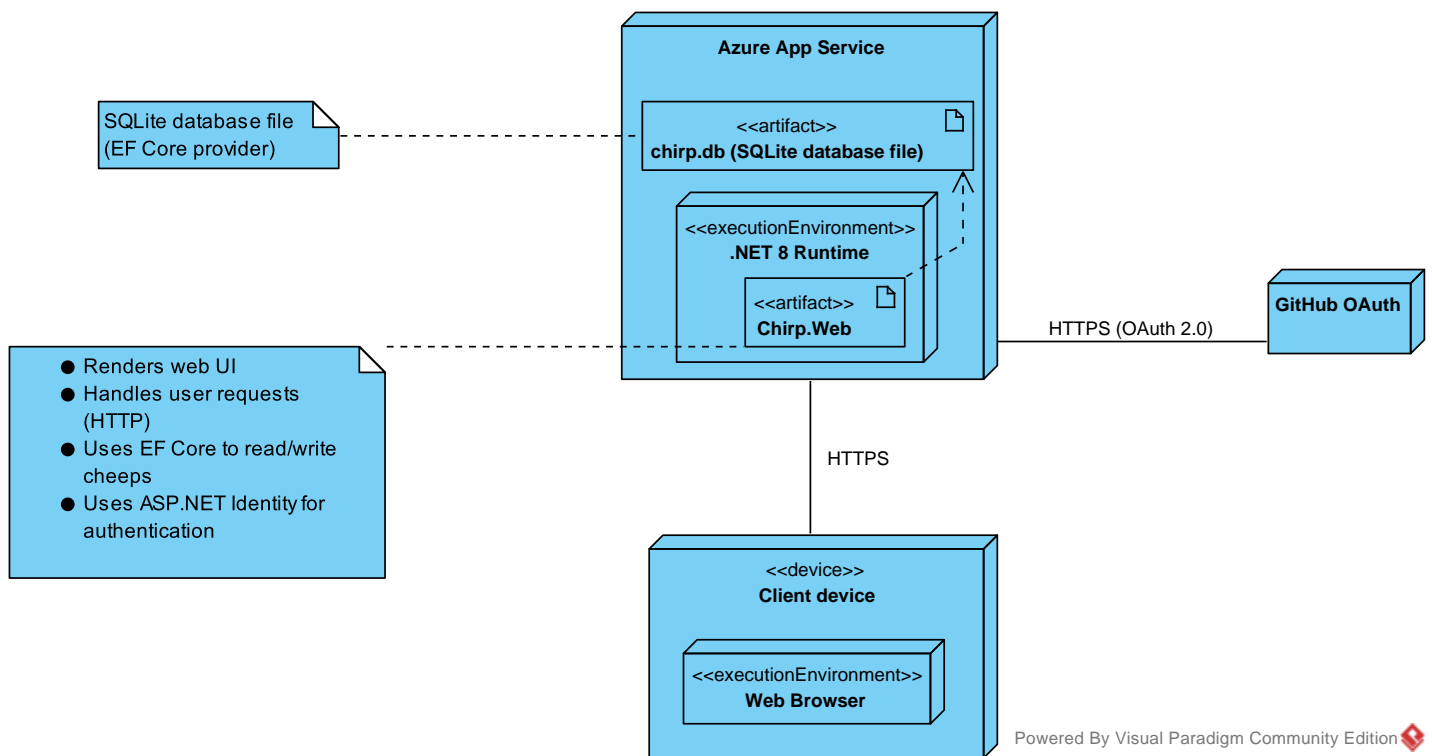 Azure App Service
SQLite database file
(EF Core provider)
<<artifact>>
chirp.db (SQLite database file)
<<executionEnvironment>>
.NET 8 Runtime
<<artifact>>
Chirp.Web
HTTPS (OAuth 2.0)
GitHub OAuth
● Renders web UI
● Handles user requests
(HTTP)
● Uses EF Core to read/write
cheeps
● Uses ASP.NET Identity for
authentication
HTTPS
<<device>>
Client device
<<executionEnvironment>>
Web Browser
Powered By Visual Paradigm Community Edition